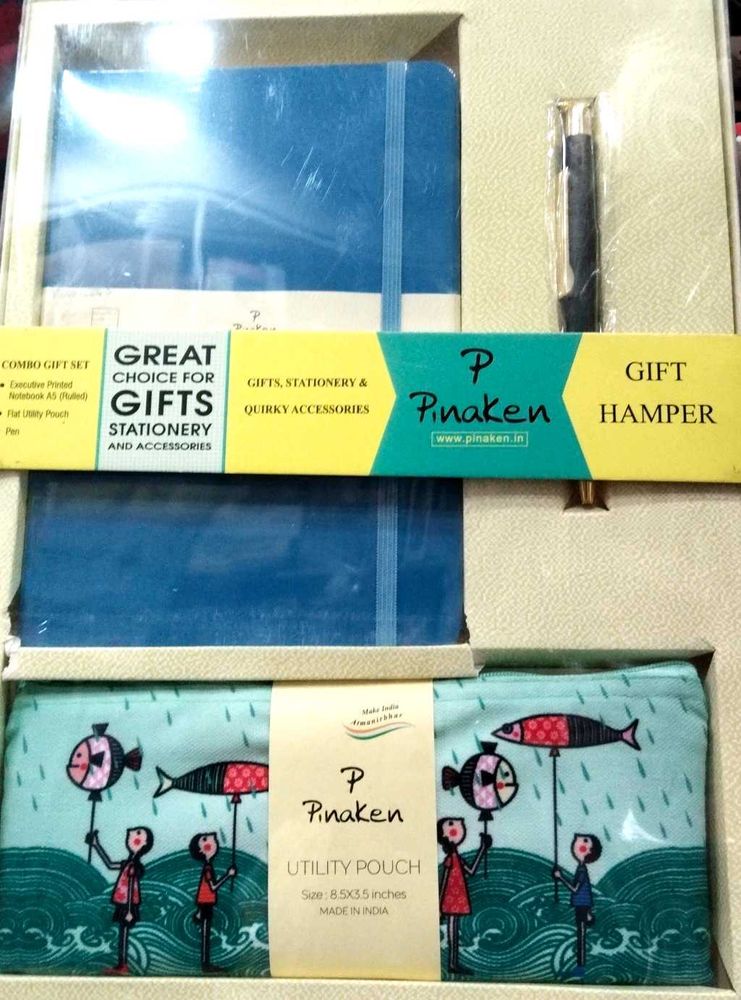 P
Pinaken
COMBO GIFT SET
• Executive Printed
Notebook A5 (Ruled)
• Flat Utility Pouch
Pen
GREAT
CHOICE FOR
GIFTS
STATIONERY
AND ACCESSORIES
GIFTS, STATIONERY &
QUIRKY ACCESSORIES
P
Pinaken
www.pinaken.in
GIFT
HAMPER
Make India
Atmanirbhar
P
Pinaken
UTILITY POUCH
Size : 8.5X3.5 inches
MADE IN INDIA